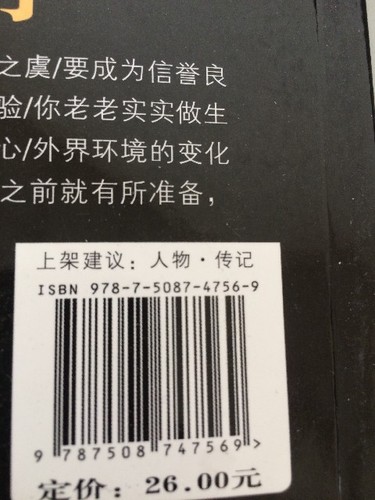 之虞/要成为信誉良
验/你老老实实做生
心/外界环境的变化
之前就有所准备，
上架建议：人物·传记
ISBN 978-7-5087-4756-9
9 787508 747569>
定价：26.00元